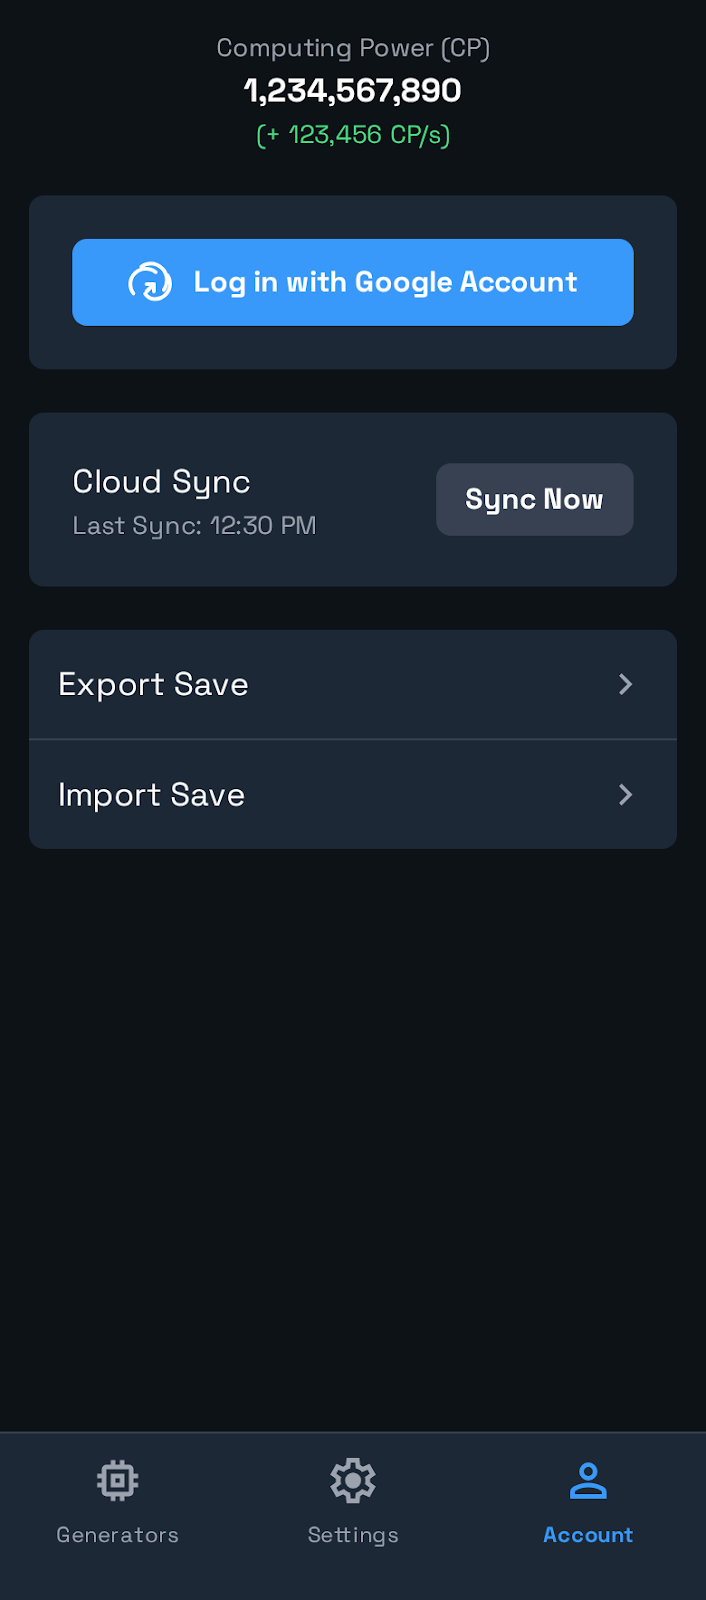 Computing Power (CP)
1,234,567,890
(+ 123,456 CP/s)
Log in with Google Account
Cloud Sync
Last Sync: 12:30 PM
Sync Now
Export Save
Import Save
Generators
Settings
Account